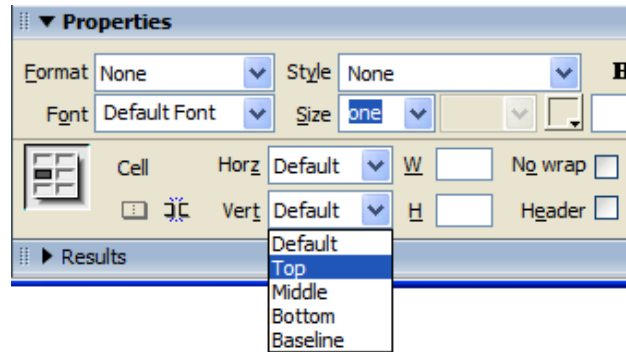 Properties
Format None Style None B
Font Default Font Size one
Cell Horz Default W No wrap
Vert Default H Header
Default
Results
Top
Middle
Bottom
Baseline